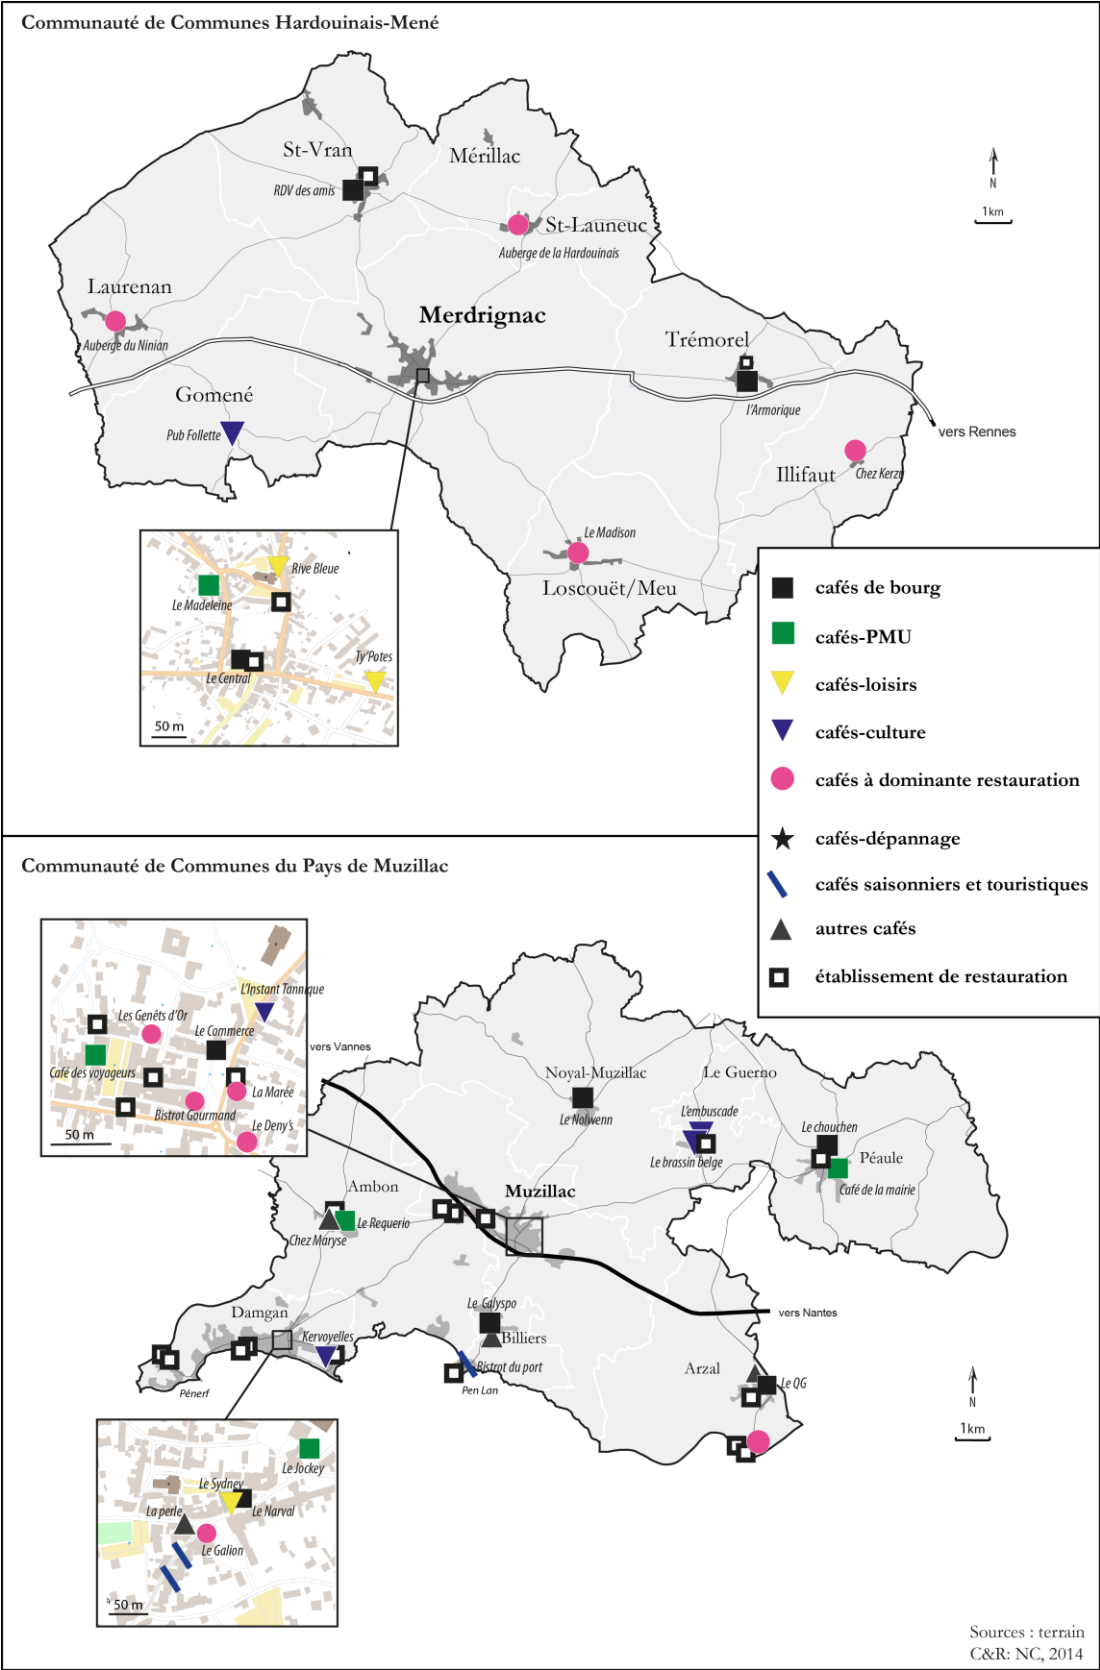 Communauté de Communes Hardouinais-Mené
St-Vran
Mérillac
RDV des amis
St-Launeuc
Auberge de la Hardouinais
N
1km
Laurenan
Auberge du Ninian
Merdrignac
Trémorel
l'Armorique
Gomené
Pub Follette
vers Rennes
Illifaut
Chez Kerzu
Le Madison
Loscouët/Meu
Rive Bleue
Le Madeleine
Ty'Potes
Le Central
50 m
cafés de bourg
cafés-PMU
cafés-loisirs
cafés-culture
cafés à dominante restauration
cafés-dépannage
cafés saisonniers et touristiques
autres cafés
établissement de restauration
Communauté de Communes du Pays de Muzillac
L'Instant Tannique
Les Genêts d'Or
Le Commerce
Café des voyageurs
La Marée
Bistrot Gourmand
Le Deny's
50 m
vers Vannes
Noyal-Muzillac
Le Nolwenn
Le Guerno
L'embuscade
Le brassin belge
Le chouchen
Péaule
Café de la mairie
Muzillac
Ambon
Le Requerio
Chez Maryse
Damgan
Kervoyelles
Pénerf
Le Calyspo
Billiers
Bistrot du port
Pen Lan
vers Nantes
Arzal
Le QG
N
1km
Le Jockey
Le Sydney
La perle
Le Narval
Le Galion
50 m
Sources : terrain
C&R: NC, 2014